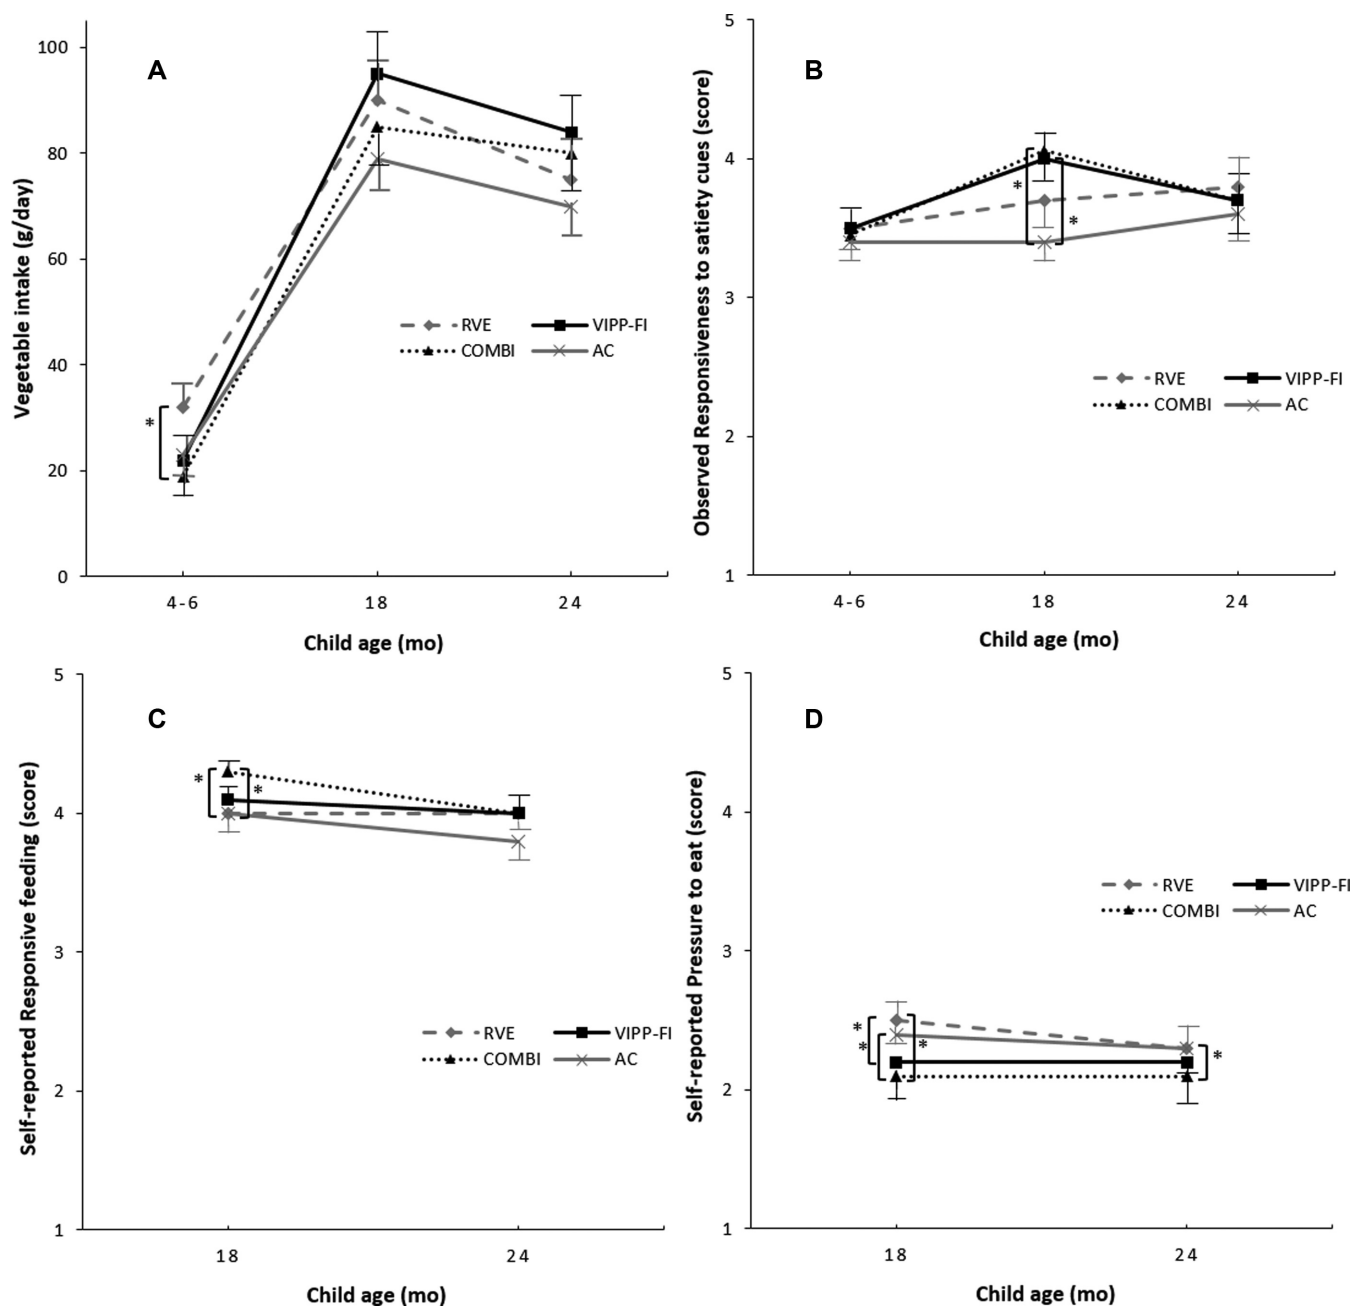 A
Vegetable intake (g/day)
100
80
60
40
20
0
*
RVE VIPP-FI
COMBI AC
4-6 18 24
Child age (mo)
B
Observed Responsiveness to satiety cues (score)
5
4
3
2
1
*
*
RVE VIPP-FI
COMBI AC
4-6 18 24
Child age (mo)
C
Self-reported Responsive feeding (score)
5
4
3
2
1
* *
RVE VIPP-FI
COMBI AC
18 24
Child age (mo)
D
Self-reported Pressure to eat (score)
5
4
3
2
1
RVE VIPP-FI
COMBI AC
*
* * *
18 24
Child age (mo)